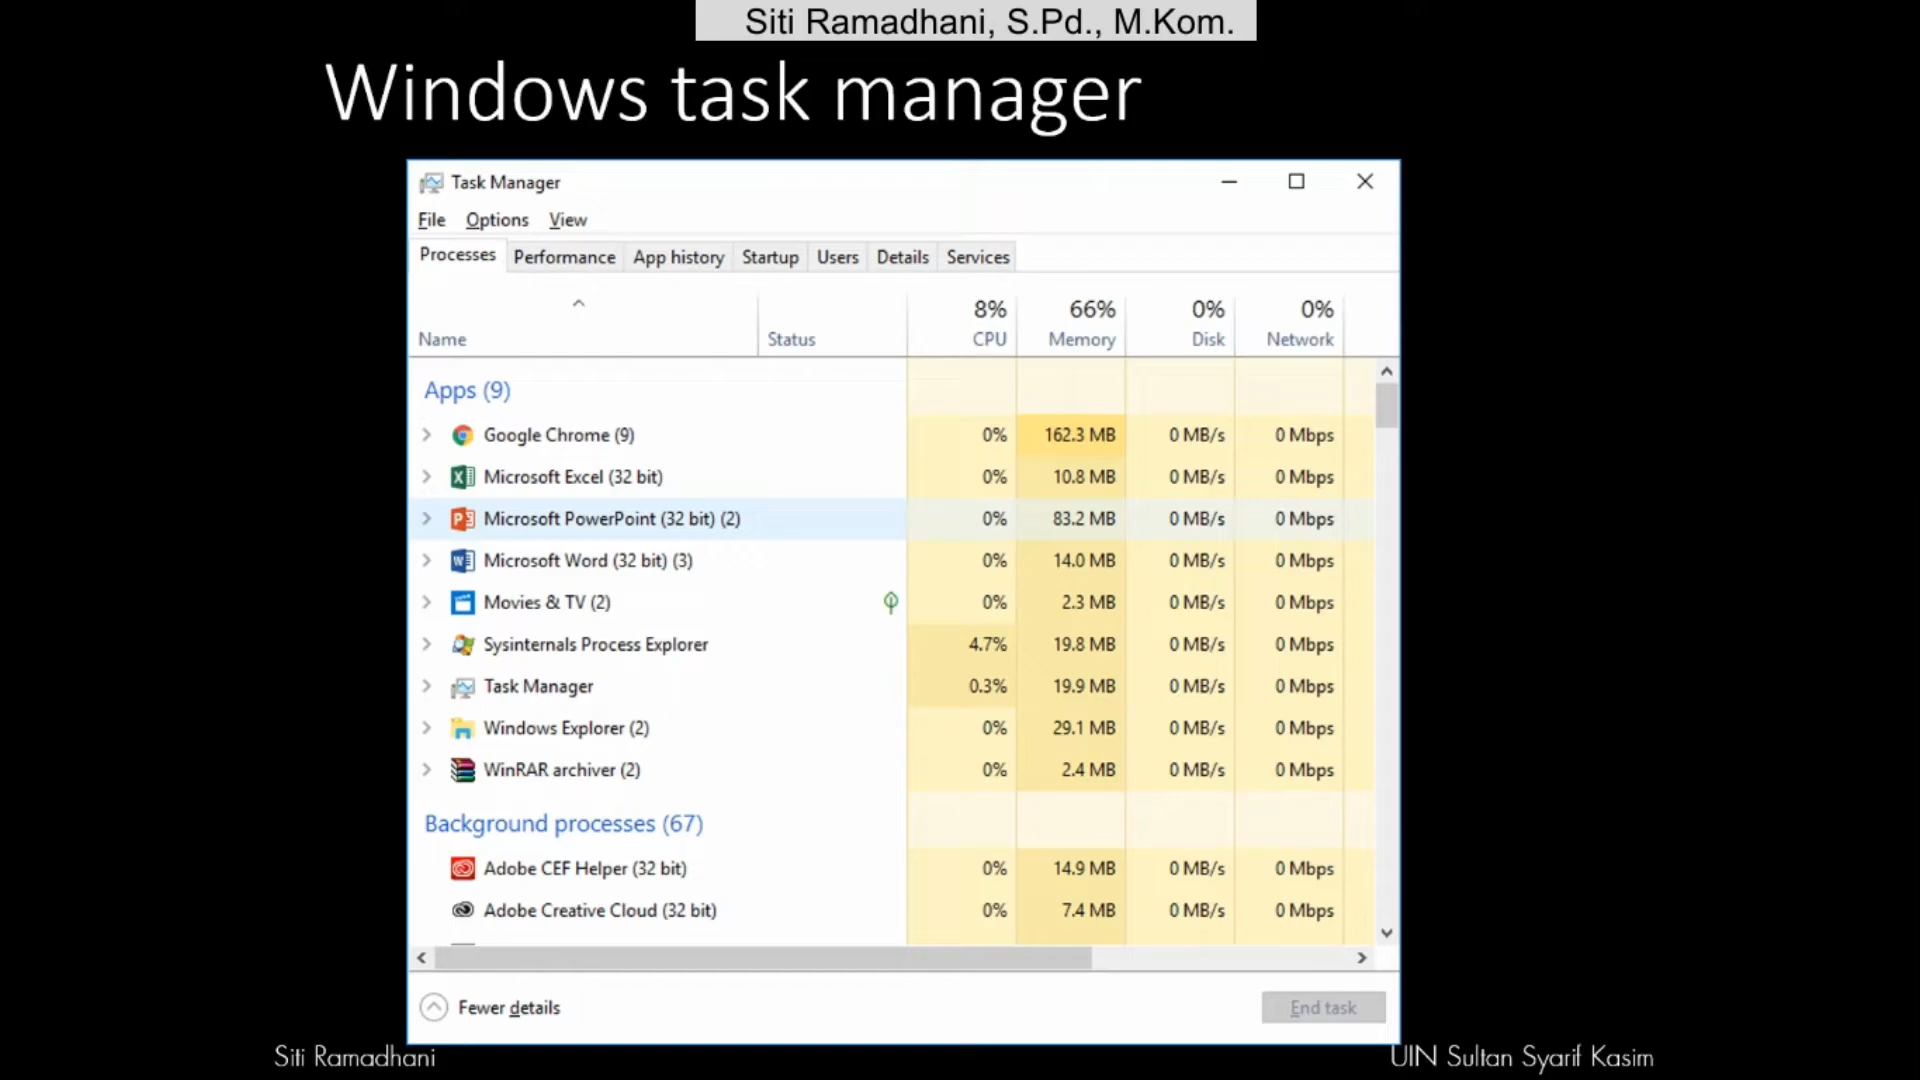 Siti Ramadhani, S.Pd., M.Kom.
Windows task manager
Task Manager
File Options View
Processes Performance App history Startup Users Details Services
8% 66% 0% 0%
Name Status CPU Memory Disk Network
Apps (9)
Google Chrome (9) 0% 162.3 MB 0 MB/s 0 Mbps
Microsoft Excel (32 bit) 0% 10.8 MB 0 MB/s 0 Mbps
Microsoft PowerPoint (32 bit) (2) 0% 83.2 MB 0 MB/s 0 Mbps
Microsoft Word (32 bit) (3) 0% 14.0 MB 0 MB/s 0 Mbps
Movies & TV (2) 0% 2.3 MB 0 MB/s 0 Mbps
Sysinternals Process Explorer 4.7% 19.8 MB 0 MB/s 0 Mbps
Task Manager 0.3% 19.9 MB 0 MB/s 0 Mbps
Windows Explorer (2) 0% 29.1 MB 0 MB/s 0 Mbps
WinRAR archiver (2) 0% 2.4 MB 0 MB/s 0 Mbps
Background processes (67)
Adobe CEF Helper (32 bit) 0% 14.9 MB 0 MB/s 0 Mbps
Adobe Creative Cloud (32 bit) 0% 7.4 MB 0 MB/s 0 Mbps
Fewer details End task
Siti Ramadhani UIN Sultan Syarif Kasim